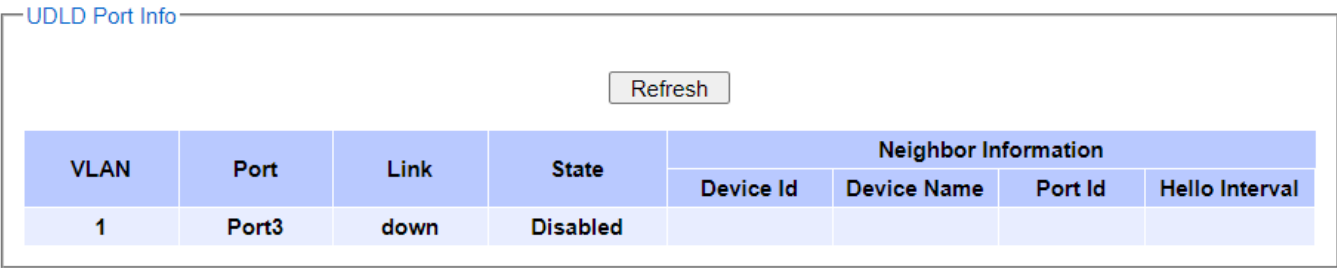 UDLD Port Info
Refresh
VLAN Port Link State Neighbor Information
Device Id Device Name Port Id Hello Interval
1 Port3 down Disabled